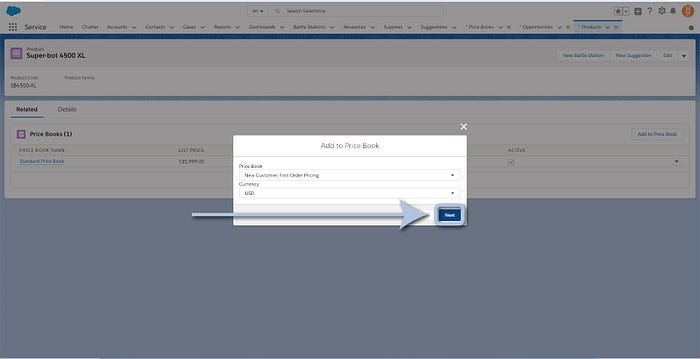 All
Search Salesforce
Service
Home
Chatter
Accounts
Contacts
Cases
Reports
Dashboards
Battle Stations
Resources
Supplies
Suggestions
* Price Books
* Opportunities
* Products
Product
Super-bot 4500 XL
New Battle Station
New Suggestion
Edit
Product Code
Product Family
SB4500-XL
Related
Details
Price Books (1)
Add to Price Book
PRICE BOOK NAME
LIST PRICE
ACTIVE
Standard Price Book
$15,999.00
Add to Price Book
Price Book
New Customer, First Order Pricing
Currency
USD
Next